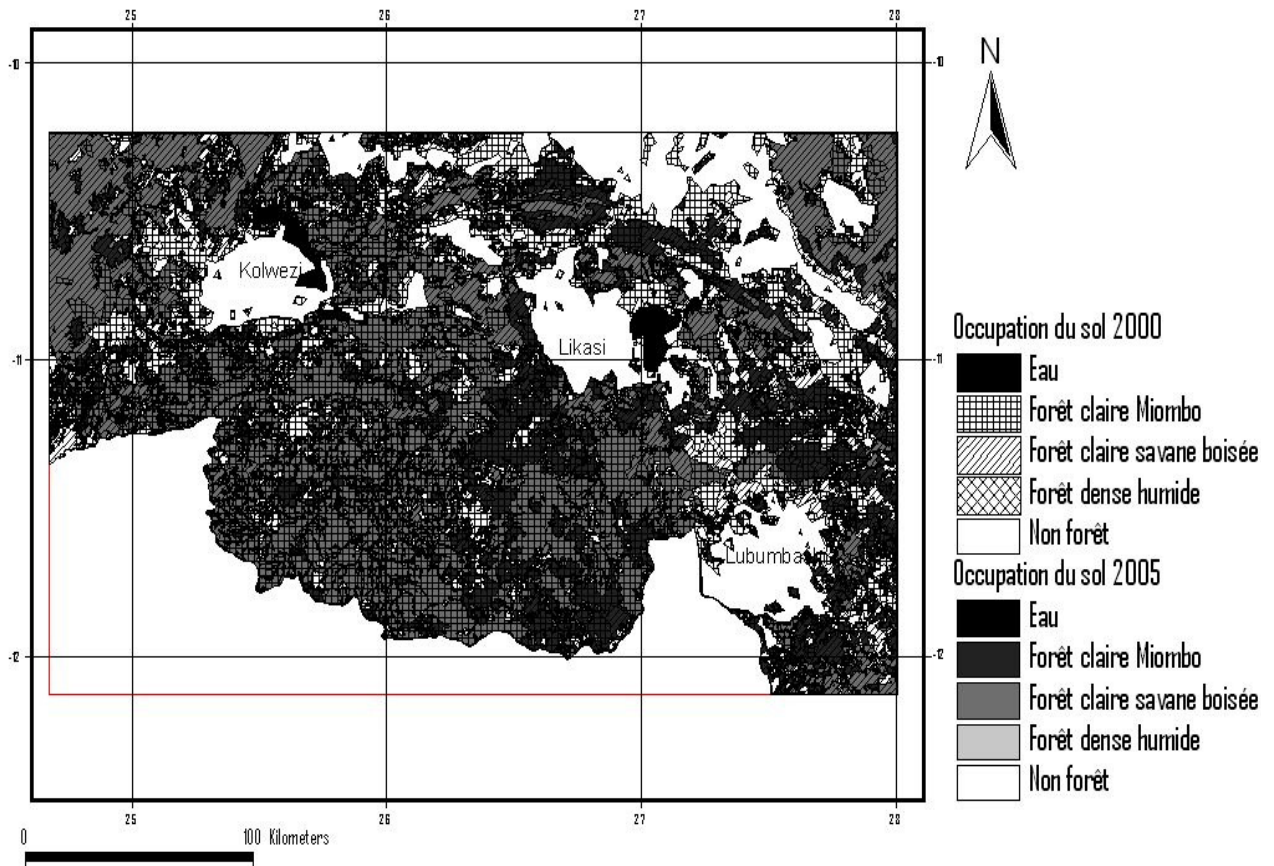 25 26 27 28
N
-10 -10
Kolwezi
Likasi
-11 -11
Lubumbashi
-12 -12
25 26 27 28
0 100 Kilometers
Occupation du sol 2000
Eau
Forêt claire Miombo
Forêt claire savane boisée
Forêt dense humide
Non forêt
Occupation du sol 2005
Eau
Forêt claire Miombo
Forêt claire savane boisée
Forêt dense humide
Non forêt